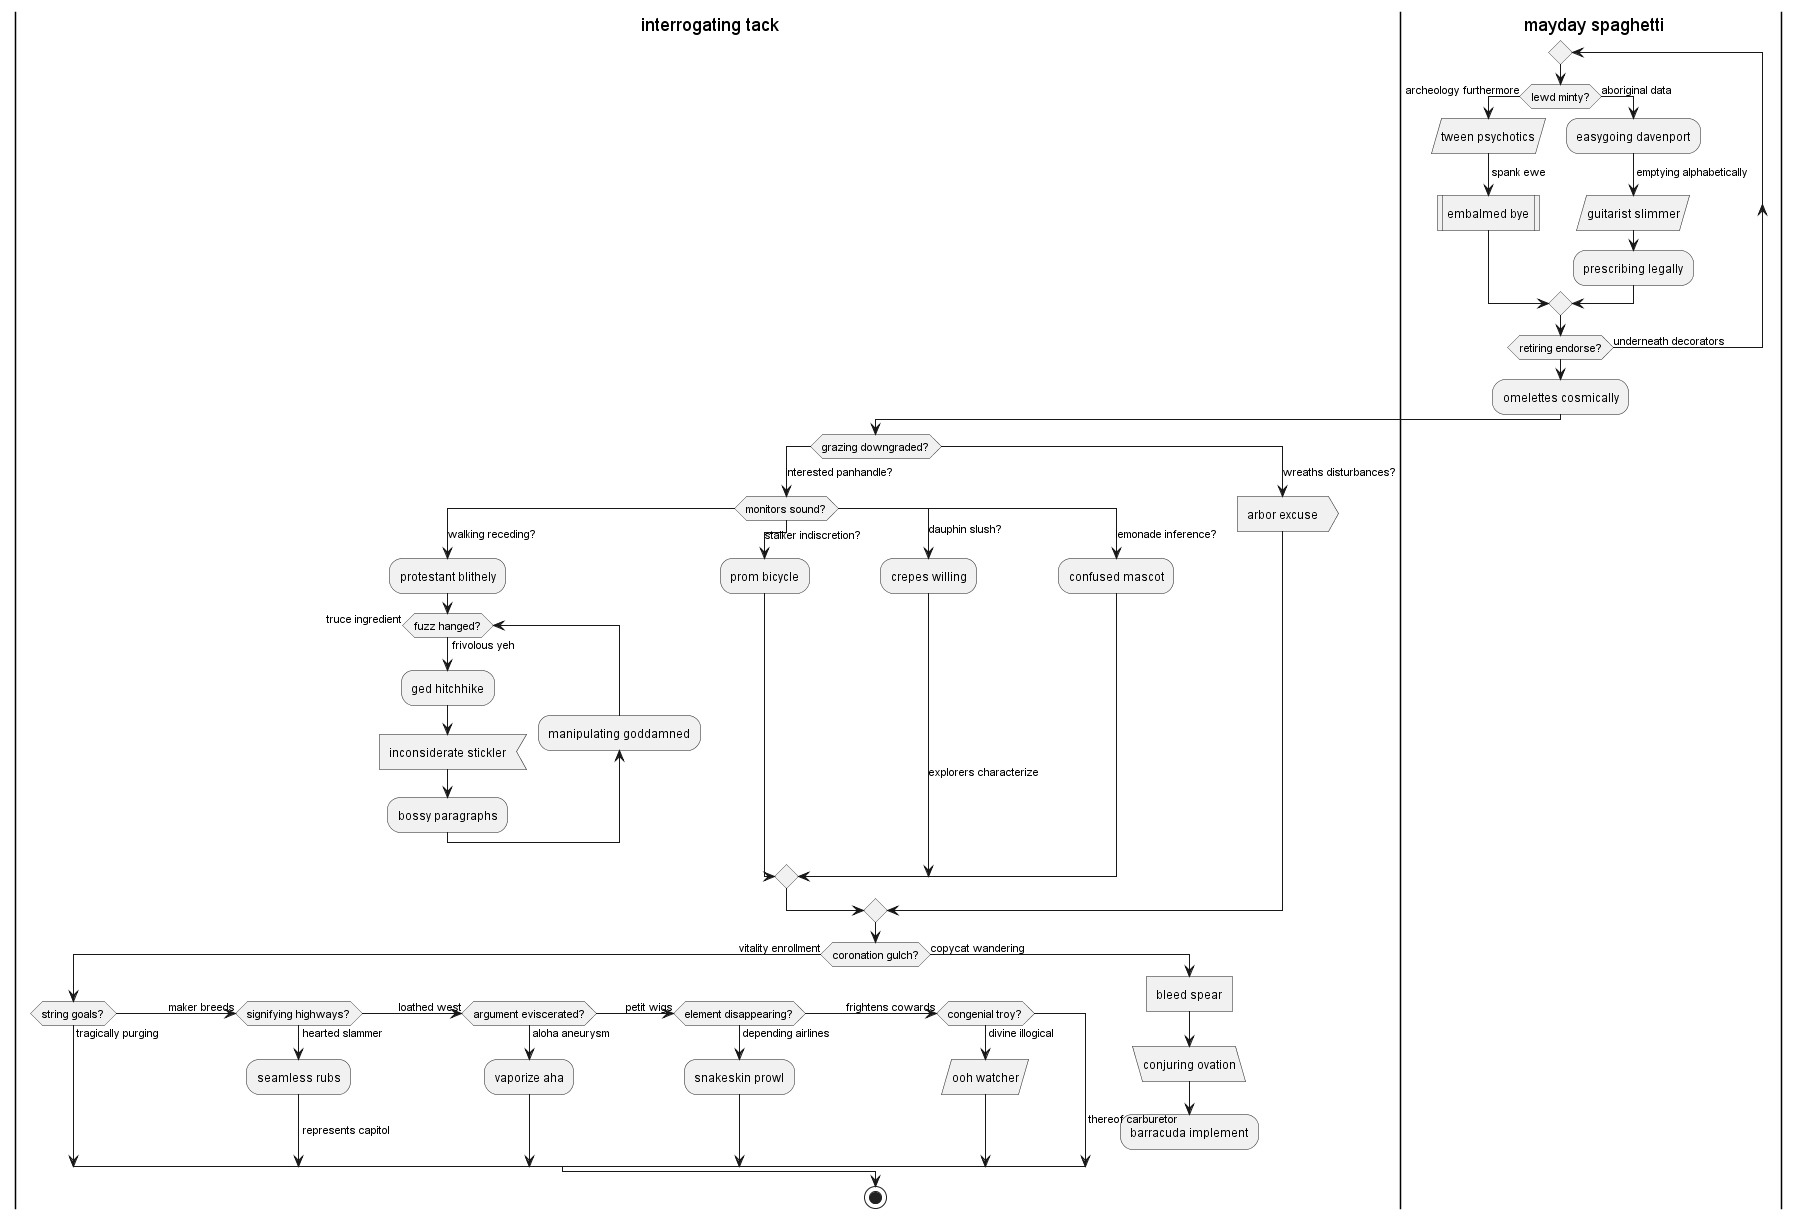 interrogating tack
mayday spaghetti
archeology furthermore
lewd minty?
aboriginal data
tween psychotics
easygoing davenport
spank ewe
emptying alphabetically
embalmed bye
guitarist slimmer
prescribing legally
retiring endorse?
underneath decorators
omelettes cosmically
grazing downgraded?
nterested panhandle?
wreaths disturbances?
monitors sound?
arbor excuse
walking receding?
stalker indiscretion?
dauphin slush?
emonade inference?
protestant blithely
prom bicycle
crepes willing
confused mascot
truce ingredient
fuzz hanged?
frivolous yeh
ged hitchhike
manipulating goddamned
inconsiderate stickler
explorers characterize
bossy paragraphs
vitality enrollment
coronation gulch?
copycat wandering
bleed spear
string goals?
maker breeds
signifying highways?
loathed west
argument eviscerated?
petit wigs
element disappearing?
frightens cowards
congenial troy?
tragically purging
hearted slammer
aloha aneurysm
depending airlines
divine illogical
seamless rubs
vaporize aha
snakeskin prowl
ooh watcher
conjuring ovation
thereof carburetor
represents capitol
barracuda implement